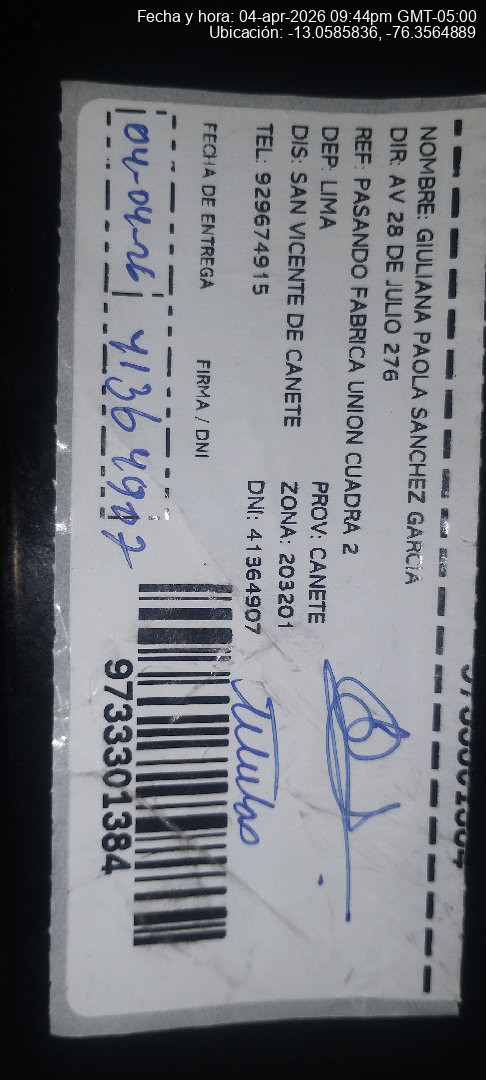 Fecha y hora: 04-apr-2026 09:44pm GMT-05:00
Ubicación: -13.0585836, -76.3564889
NOMBRE: GIULIANA PAOLA SANCHEZ GARCIA
DIR: AV 28 DE JULIO 276
REF: PASANDO FABRICA UNION CUADRA 2
DEP: LIMA PROV: CANETE
DIS: SAN VICENTE DE CANETE ZONA: 203201
TEL: 929674915 DNI: 41364907
FECHA DE ENTREGA FIRMA / DNI
04-04-26 41364907
97333301384